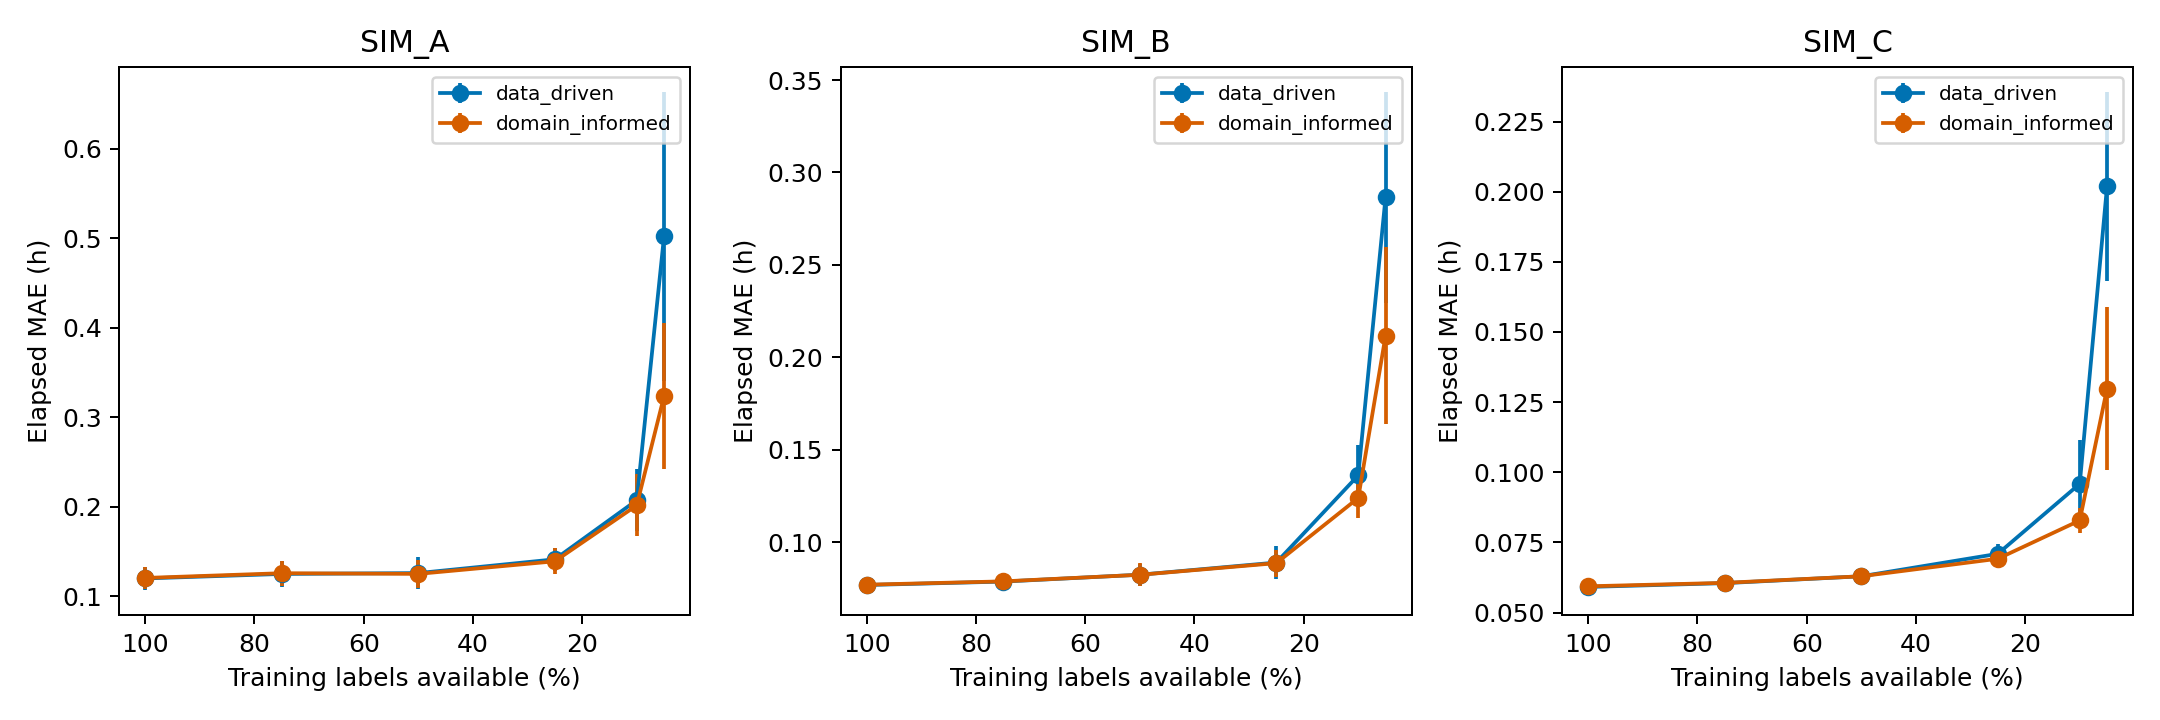 SIM_A
data_driven
domain_informed
Elapsed MAE (h)
0.6
0.5
0.4
0.3
0.2
0.1
100 80 60 40 20
Training labels available (%)
SIM_B
data_driven
domain_informed
Elapsed MAE (h)
0.35
0.30
0.25
0.20
0.15
0.10
100 80 60 40 20
Training labels available (%)
SIM_C
data_driven
domain_informed
Elapsed MAE (h)
0.225
0.200
0.175
0.150
0.125
0.100
0.075
0.050
100 80 60 40 20
Training labels available (%)